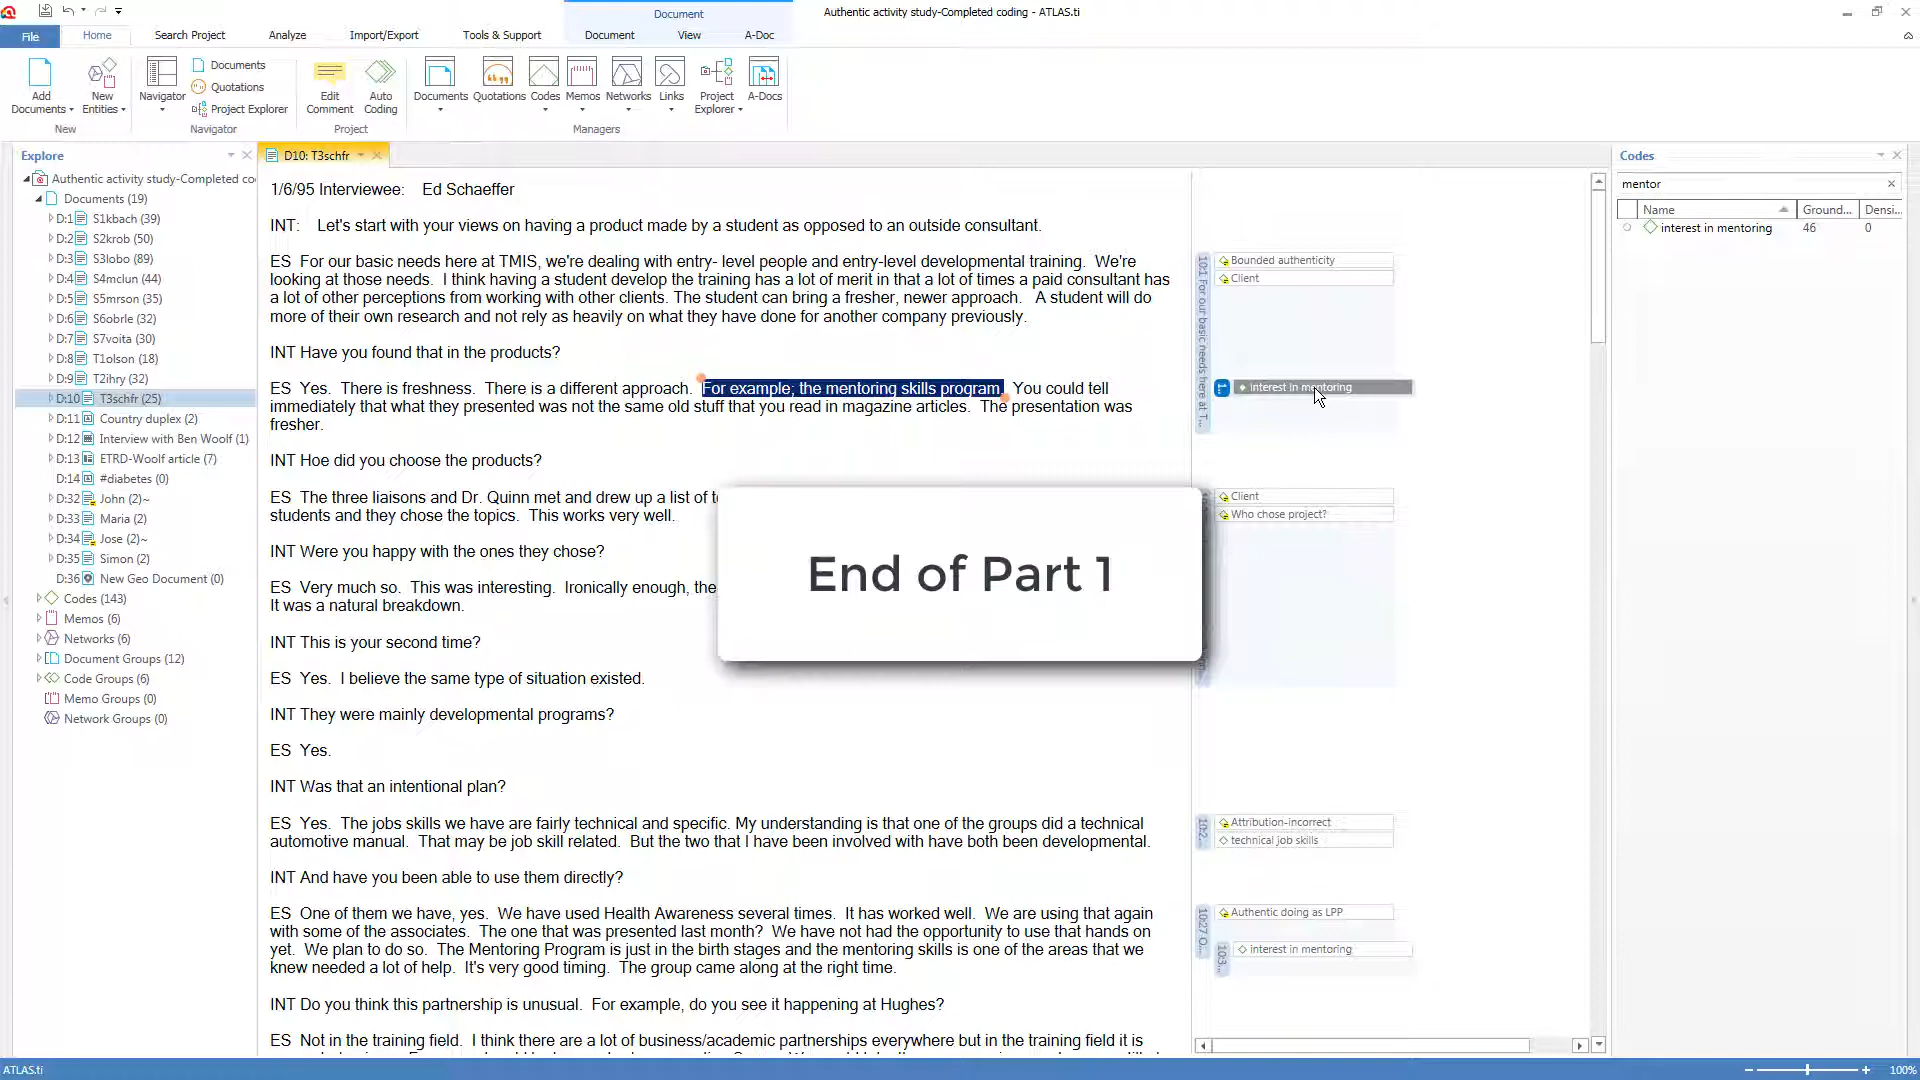 Document
Authentic activity study-Completed coding - ATLAS.ti
File
Home
Search Project
Analyze
Import/Export
Tools & Support
Document
View
A-Doc
Add Documents
New Entities
New
Navigator
Documents
Quotations
Project Explorer
Navigator
Edit Comment
Auto Coding
Project
Documents
Quotations
Codes
Memos
Networks
Links
Project Explorer
A-Docs
Managers
Explore
Authentic activity study-Completed co
Documents (19)
D:1 S1kbach (39)
D:2 S2krob (50)
D:3 S3lobo (89)
D:4 S4mclun (44)
D:5 S5mrson (35)
D:6 S6obrle (32)
D:7 S7voita (30)
D:8 T1olson (18)
D:9 T2ihry (32)
D:10 T3schfr (25)
D:11 Country duplex (2)
D:12 Interview with Ben Woolf (1)
D:13 ETRD-Woolf article (7)
D:14 #diabetes (0)
D:32 John (2)~
D:33 Maria (2)
D:34 Jose (2)~
D:35 Simon (2)
D:36 New Geo Document (0)
Codes (143)
Memos (6)
Networks (6)
Document Groups (12)
Code Groups (6)
Memo Groups (0)
Network Groups (0)
D10: T3schfr
1/6/95 Interviewee: Ed Schaeffer
INT: Let's start with your views on having a product made by a student as opposed to an outside consultant.
ES For our basic needs here at TMIS, we're dealing with entry- level people and entry-level developmental training. We're
looking at those needs. I think having a student develop the training has a lot of merit in that a lot of times a paid consultant has
a lot of other perceptions from working with other clients. The student can bring a fresher, newer approach. A student will do
more of their own research and not rely as heavily on what they have done for another company previously.
INT Have you found that in the products?
ES Yes. There is freshness. There is a different approach. For example; the mentoring skills program. You could tell
immediately that what they presented was not the same old stuff that you read in magazine articles. The presentation was
fresher.
INT Hoe did you choose the products?
ES The three liaisons and Dr. Quinn met and drew up a list of t
students and they chose the topics. This works very well.
INT Were you happy with the ones they chose?
ES Very much so. This was interesting. Ironically enough, the
It was a natural breakdown.
INT This is your second time?
ES Yes. I believe the same type of situation existed.
INT They were mainly developmental programs?
ES Yes.
INT Was that an intentional plan?
ES Yes. The jobs skills we have are fairly technical and specific. My understanding is that one of the groups did a technical
automotive manual. That may be job skill related. But the two that I have been involved with have both been developmental.
INT And have you been able to use them directly?
ES One of them we have, yes. We have used Health Awareness several times. It has worked well. We are using that again
with some of the associates. The one that was presented last month? We have not had the opportunity to use that hands on
yet. We plan to do so. The Mentoring Program is just in the birth stages and the mentoring skills is one of the areas that we
knew needed a lot of help. It's very good timing. The group came along at the right time.
INT Do you think this partnership is unusual. For example, do you see it happening at Hughes?
ES Not in the training field. I think there are a lot of business/academic partnerships everywhere but in the training field it is
End of Part 1
10:1 For our basic needs here at T...
Bounded authenticity
Client
1...
interest in mentoring
Client
Who chose project?
10:2...
Attribution-incorrect
technical job skills
10:27 O...
Authentic doing as LPP
10:3...
interest in mentoring
Codes
mentor
Name Ground... Densi...
interest in mentoring 46 0
ATLAS.ti
100%